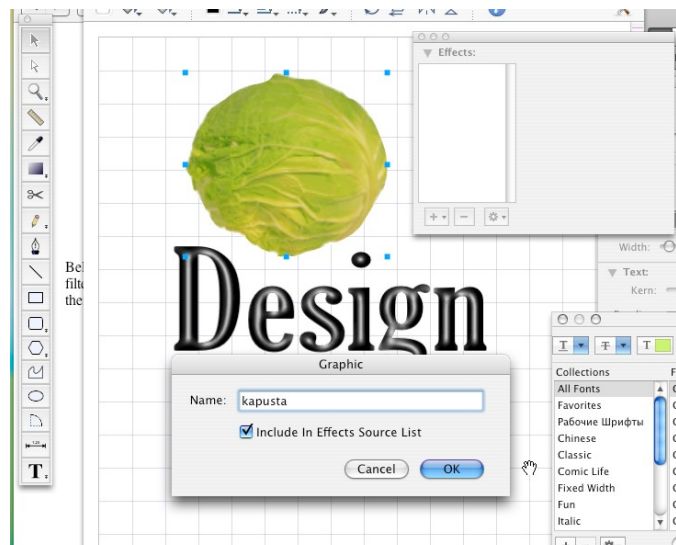 Effects:
Width:
Text:
Kern:
Bel
filt
the
Design
Graphic
Name: kapusta
Include In Effects Source List
Cancel OK
T T T
Collections F
All Fonts
Favorites
Рабочие Шрифты
Chinese
Classic
Comic Life
Fixed Width
Fun
Italic
T